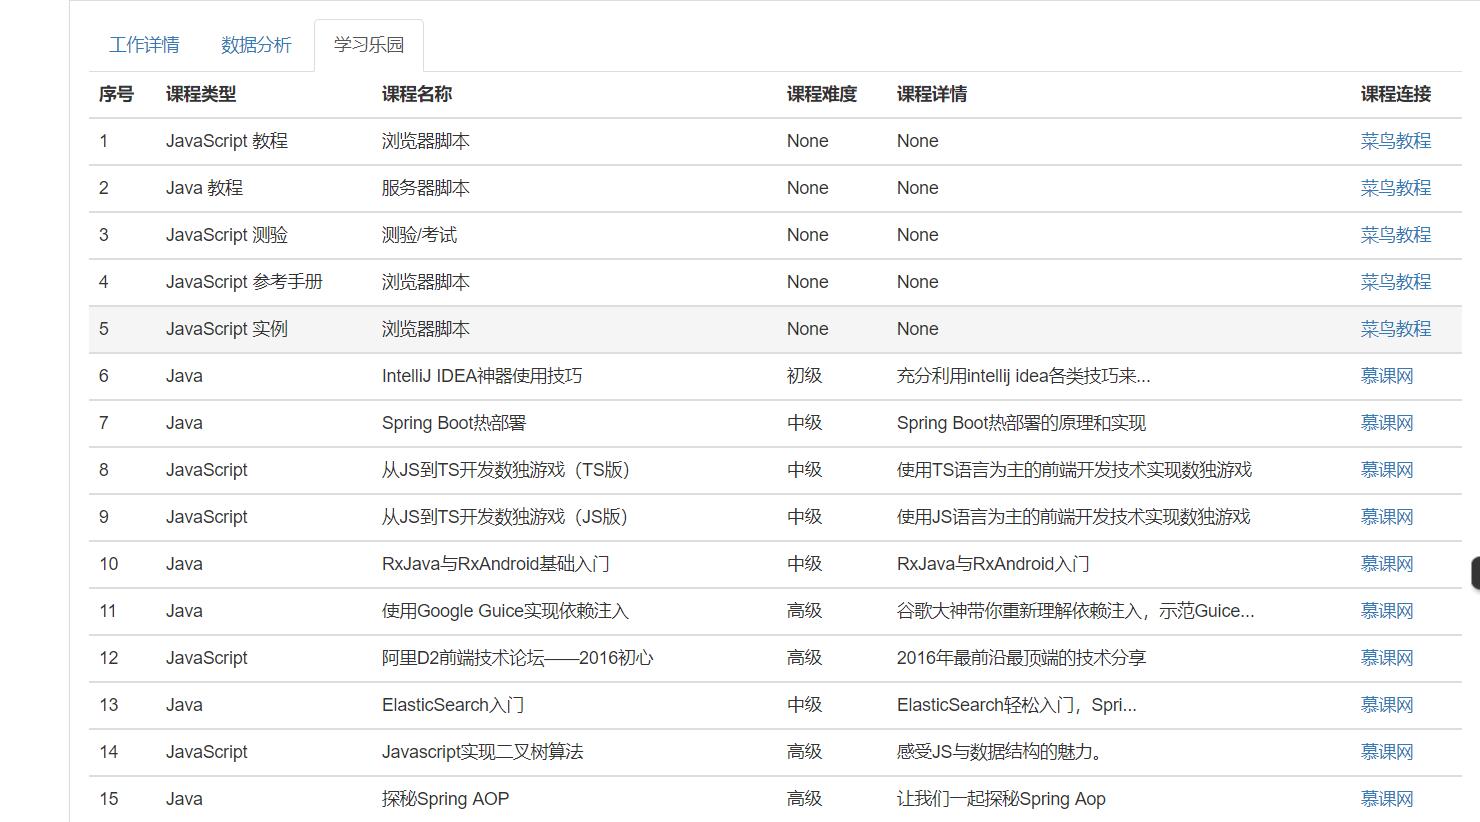 工作详情 数据分析 学习乐园
序号 课程类型 课程名称 课程难度 课程详情 课程连接
1 JavaScript 教程 浏览器脚本 None None 菜鸟教程
2 Java 教程 服务器脚本 None None 菜鸟教程
3 JavaScript 测验 测验/考试 None None 菜鸟教程
4 JavaScript 参考手册 浏览器脚本 None None 菜鸟教程
5 JavaScript 实例 浏览器脚本 None None 菜鸟教程
6 Java IntelliJ IDEA神器使用技巧 初级 充分利用intellij idea各类技巧来... 慕课网
7 Java Spring Boot热部署 中级 Spring Boot热部署的原理和实现 慕课网
8 JavaScript 从JS到TS开发数独游戏（TS版） 中级 使用TS语言为主的前端开发技术实现数独游戏 慕课网
9 JavaScript 从JS到TS开发数独游戏（JS版） 中级 使用JS语言为主的前端开发技术实现数独游戏 慕课网
10 Java RxJava与RxAndroid基础入门 中级 RxJava与RxAndroid入门 慕课网
11 Java 使用Google Guice实现依赖注入 高级 谷歌大神带你重新理解依赖注入，示范Guice... 慕课网
12 JavaScript 阿里D2前端技术论坛——2016初心 高级 2016年最前沿最顶端的技术分享 慕课网
13 Java ElasticSearch入门 中级 ElasticSearch轻松入门，Spri... 慕课网
14 JavaScript Javascript实现二叉树算法 高级 感受JS与数据结构的魅力。 慕课网
15 Java 探秘Spring AOP 高级 让我们一起探秘Spring Aop 慕课网